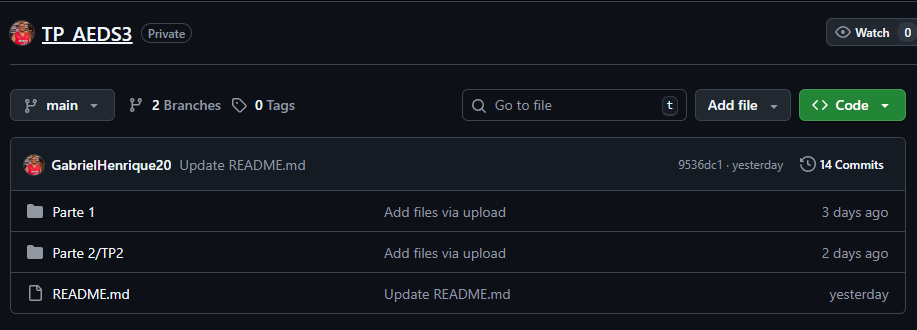 TP_AEDS3 Private Watch 0
main 2 Branches 0 Tags Go to file t Add file <> Code
GabrielHenrique20 Update README.md 9536dc1 · yesterday 14 Commits
Parte 1 Add files via upload 3 days ago
Parte 2/TP2 Add files via upload 2 days ago
README.md Update README.md yesterday